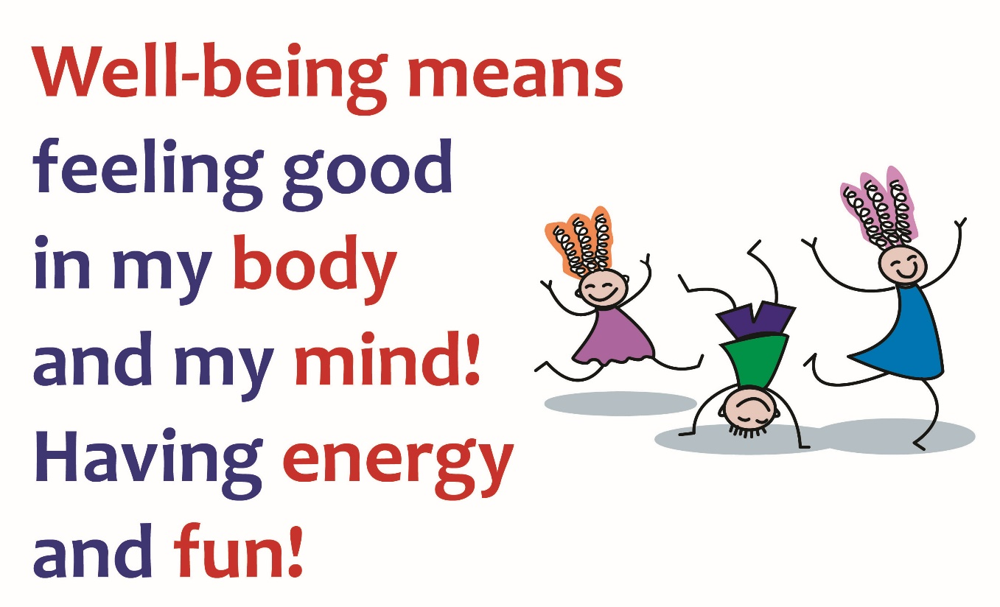 Well-being means
feeling good
in my body
and my mind!
Having energy
and fun!